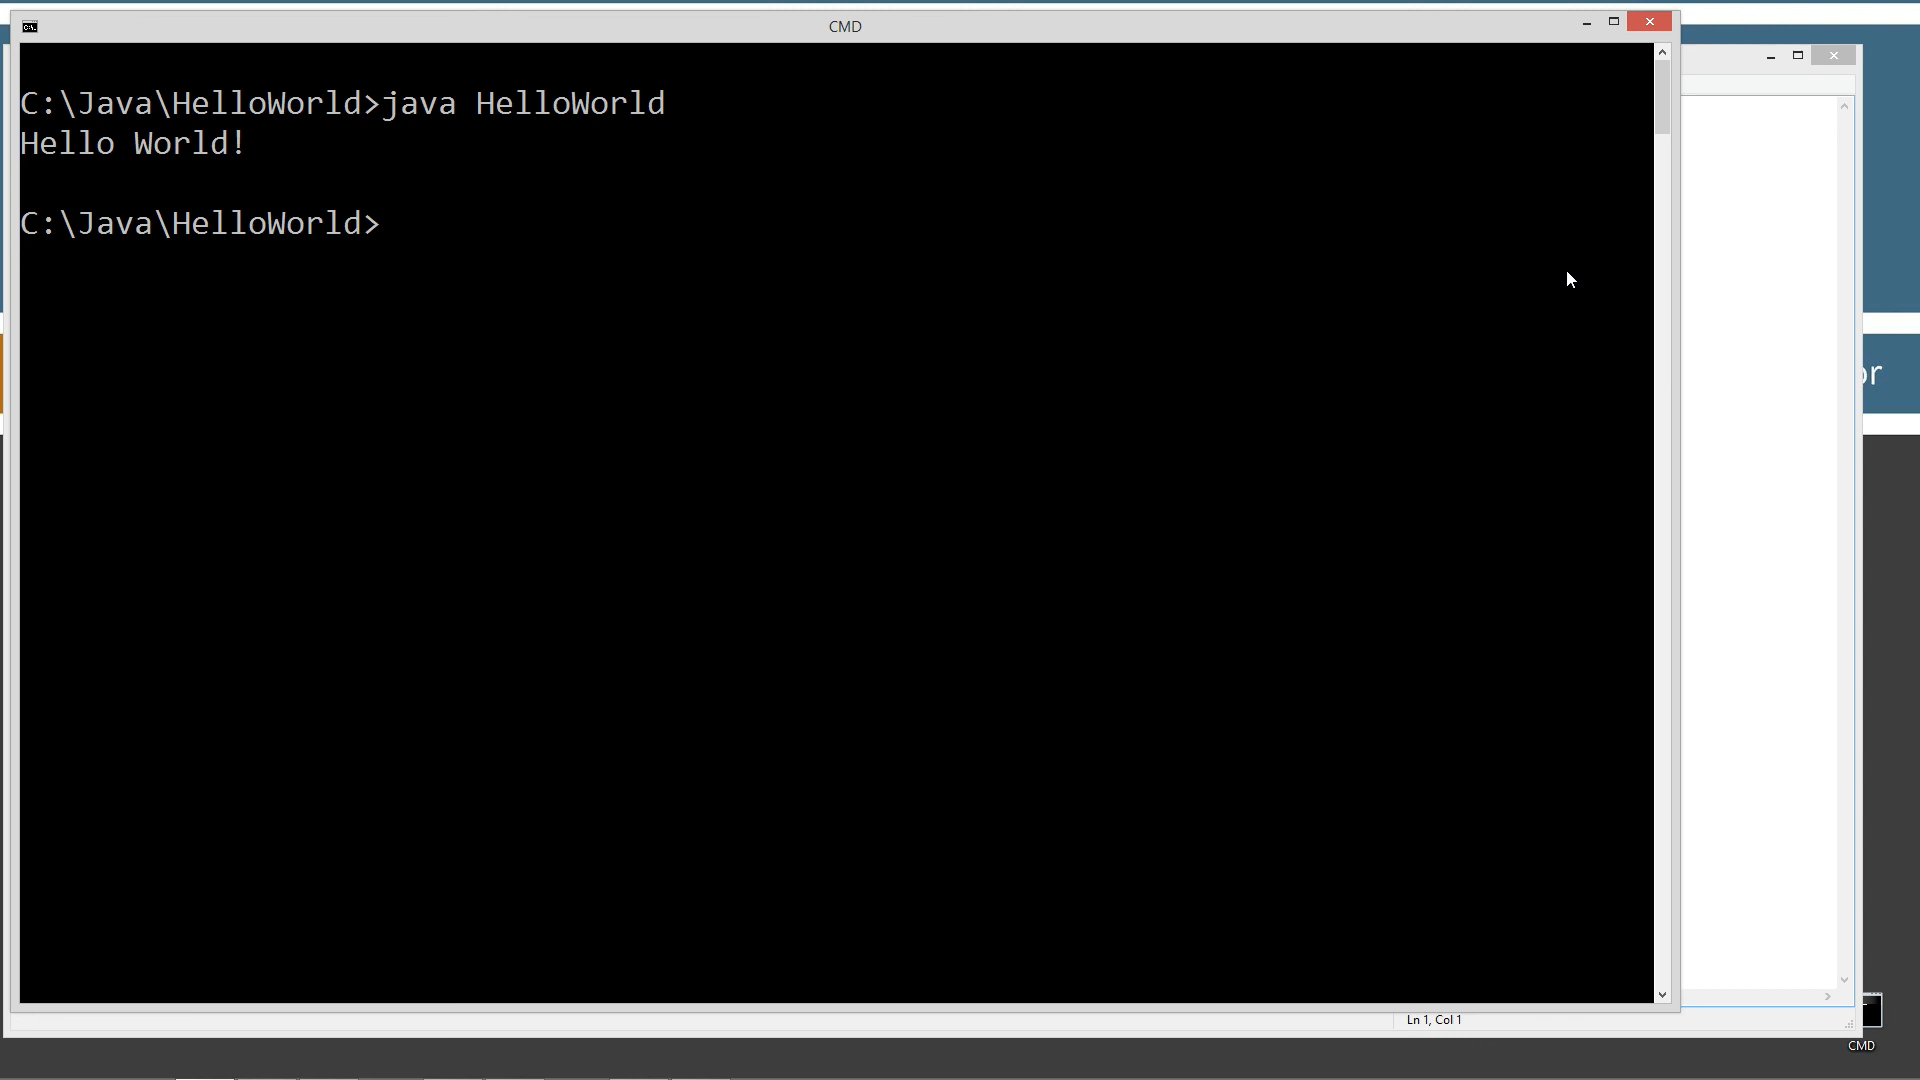 CMD
C:\Java\HelloWorld>java HelloWorld
Hello World!
C:\Java\HelloWorld>
Ln 1, Col 1
CMD